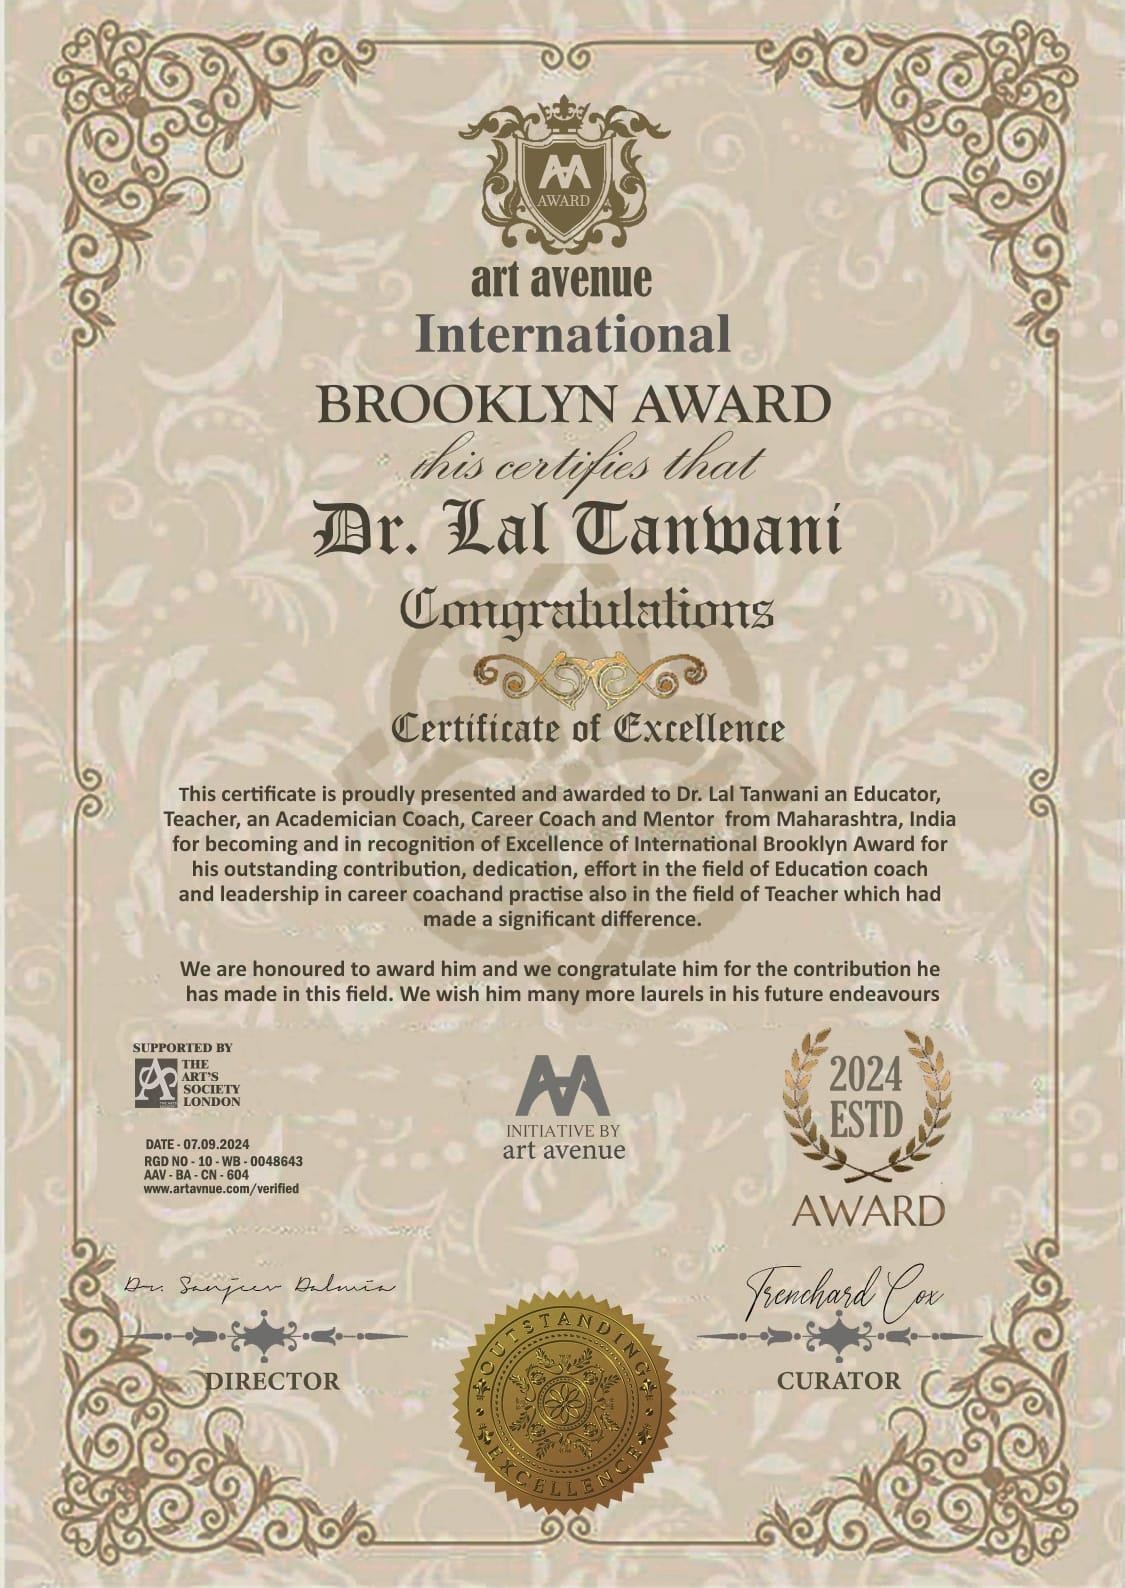 AA
AWARD
art avenue
International
BROOKLYN AWARD
this certifies that
Dr. Lal Tanwani
Congratulations
Certificate of Excellence
This certificate is proudly presented and awarded to Dr. Lal Tanwani an Educator,
Teacher, an Academician Coach, Career Coach and Mentor from Maharashtra, India
for becoming and in recognition of Excellence of International Brooklyn Award for
his outstanding contribution, dedication, effort in the field of Education coach
and leadership in career coachand practise also in the field of Teacher which had
made a significant difference.
We are honoured to award him and we congratulate him for the contribution he
has made in this field. We wish him many more laurels in his future endeavours
SUPPORTED BY
THE
ART'S
SOCIETY
LONDON
DATE - 07.09.2024
RGD NO - 10 - WB - 0048643
AAV - BA - CN - 604
www.artavnue.com/verified
AA
INITIATIVE BY
art avenue
2024
ESTD
AWARD
Dr. Sanjeev Dalmia
DIRECTOR
OUTSTANDING
EXCELLENCE
Trenchard Cox
CURATOR